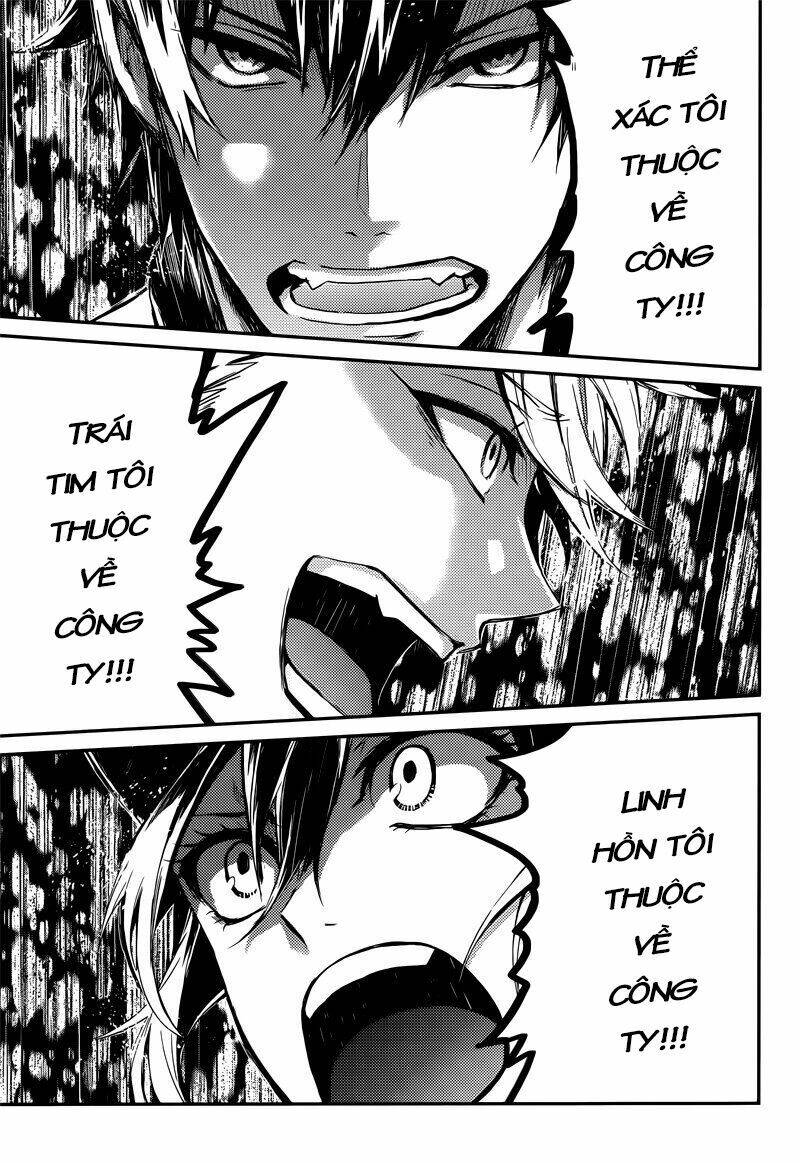 THỂ
XÁC TÔI
THUỘC
VỀ
CÔNG
TY!!!
TRÁI
TIM TÔI
THUỘC
VỀ
CÔNG
TY!!!
LINH
HỒN TÔI
THUỘC
VỀ
CÔNG
TY!!!